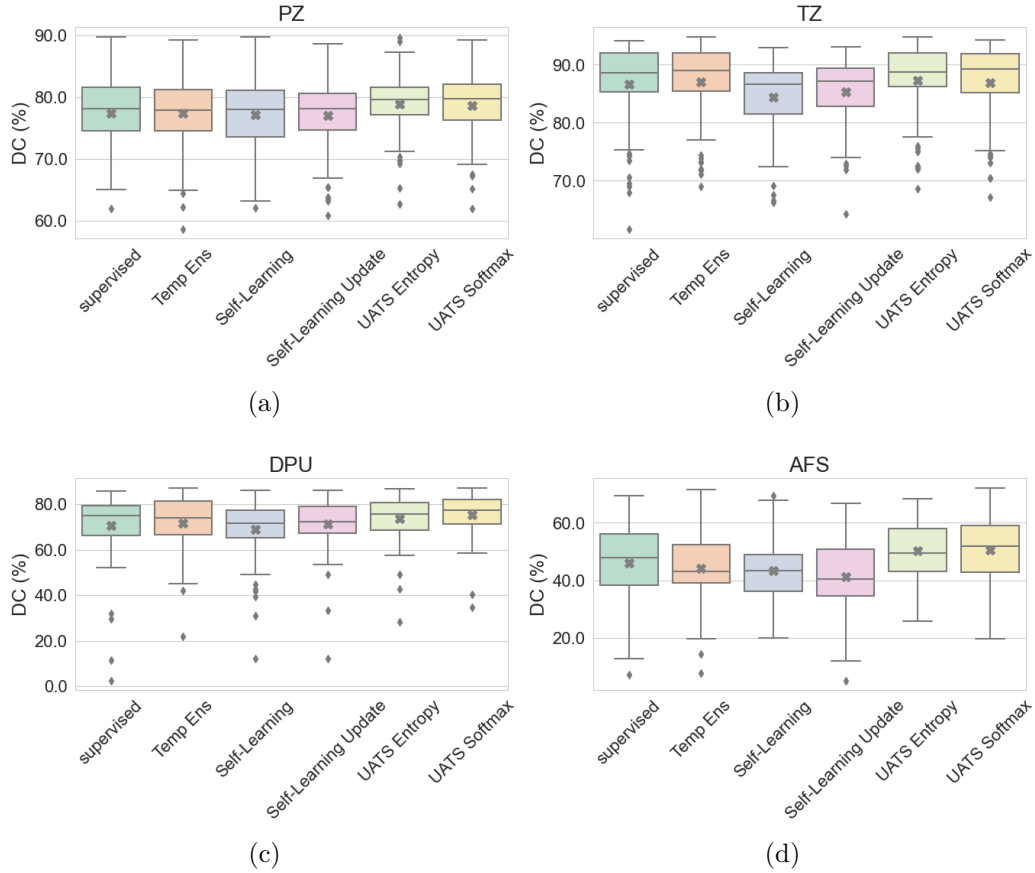 PZ
DC (%)
90.0
80.0
70.0
60.0
supervised
Temp Ens
Self-Learning
Self-Learning Update
UATS Entropy
UATS Softmax
(a)
TZ
DC (%)
90.0
80.0
70.0
supervised
Temp Ens
Self-Learning
Self-Learning Update
UATS Entropy
UATS Softmax
(b)
DPU
DC (%)
80.0
60.0
40.0
20.0
0.0
supervised
Temp Ens
Self-Learning
Self-Learning Update
UATS Entropy
UATS Softmax
(c)
AFS
DC (%)
60.0
40.0
20.0
supervised
Temp Ens
Self-Learning
Self-Learning Update
UATS Entropy
UATS Softmax
(d)